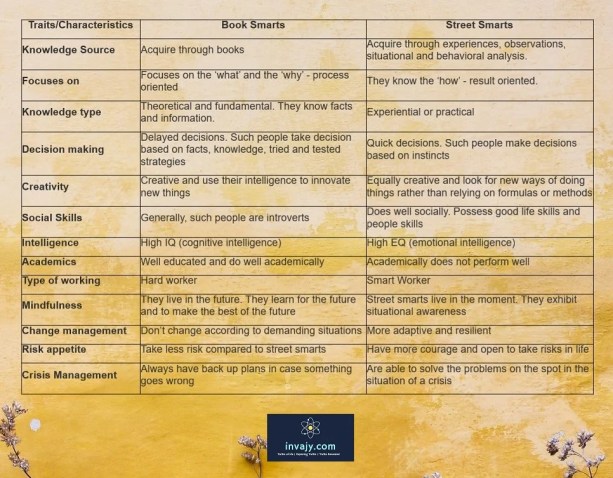 Traits/Characteristics Book Smarts Street Smarts
Knowledge Source Acquire through books Acquire through experiences, observations,
situational and behavioral analysis.
Focuses on Focuses on the ‘what’ and the ‘why’ - process
oriented They know the ‘how’ - result oriented.
Knowledge type Theoretical and fundamental. They know facts
and information. Experiential or practical
Decision making Delayed decisions. Such people take decision
based on facts, knowledge, tried and tested
strategies Quick decisions. Such people make decisions
based on instincts
Creativity Creative and use their intelligence to innovate
new things Equally creative and look for new ways of doing
things rather than relying on formulas or methods
Social Skills Generally, such people are introverts Does well socially. Possess good life skills and
people skills
Intelligence High IQ (cognitive intelligence) High EQ (emotional intelligence)
Academics Well educated and do well academically Academically does not perform well
Type of working Hard worker Smart Worker
Mindfulness They live in the future. They learn for the future
and to make the best of the future Street smarts live in the moment. They exhibit
situational awareness
Change management Don’t change according to demanding situations More adaptive and resilient
Risk appetite Take less risk compared to street smarts Have more courage and open to take risks in life
Crisis Management Always have back up plans in case something
goes wrong Are able to solve the problems on the spot in the
situation of a crisis
invajy.com